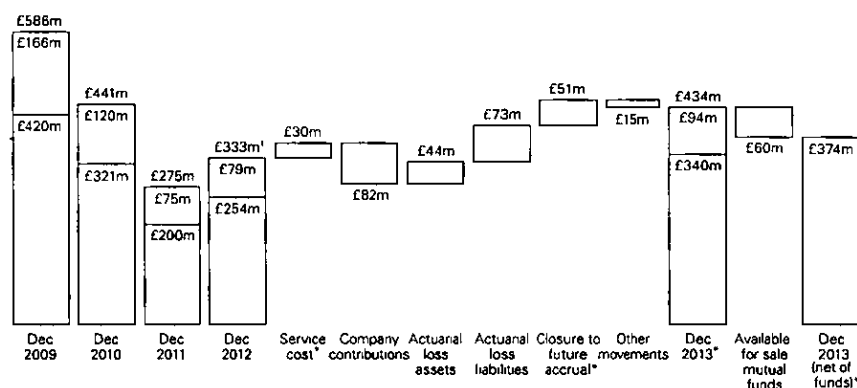 £586m
£166m
£420m
£441m
£120m
£321m
£275m
£75m
£200m
£333m¹
£79m
£254m
£30m
£82m
£44m
£73m
£51m
£15m
£434m
£94m
£340m
£60m
£374m
Dec
2009
Dec
2010
Dec
2011
Dec
2012
Service
cost*
Company
contributions
Actuarial
loss
assets
Actuarial
loss
liabilities
Closure to
future
accrual*
Other
movements
Dec
2013*
Available
for sale
mutual
funds
Dec
2013
(net of
funds)*